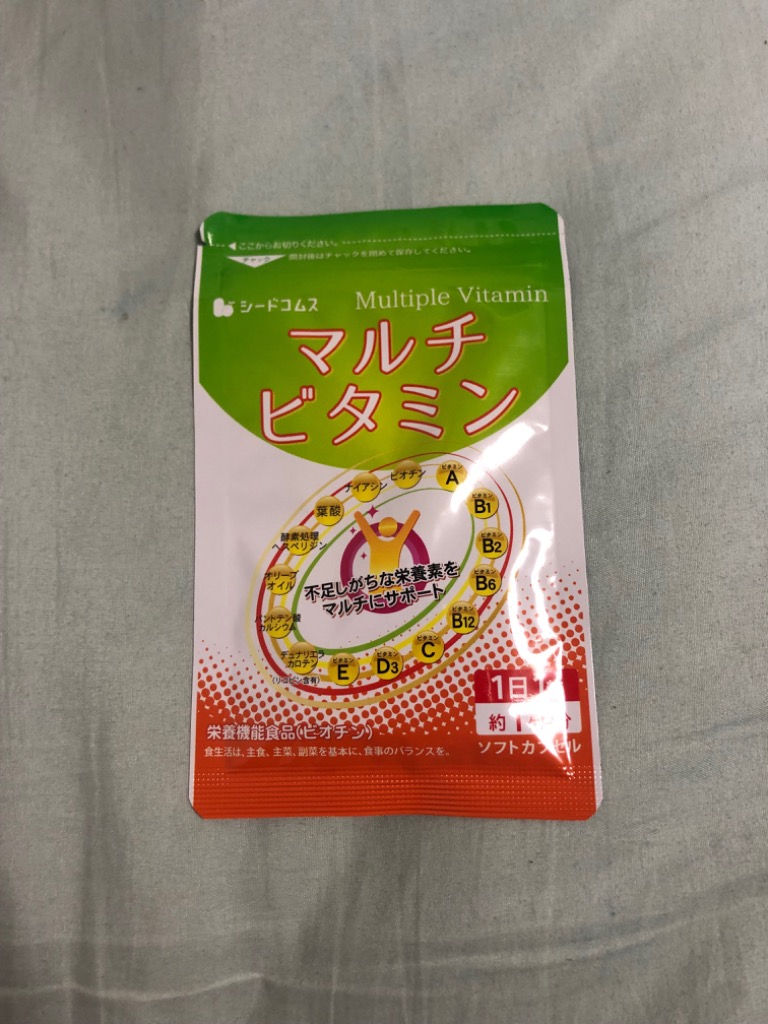 ◀ここからお切りください。
チャック
開封後はチャックを閉めて保存してください。
シードコムス
Multiple Vitamin
マルチ
ビタミン
ビタミン A
ビタミン B1
ビタミン B2
ビタミン B6
ビタミン B12
ビタミン C
ビタミン D3
ビタミン E
デュナリエラ
カロテン
パントテン酸
カルシウム
オリーブ
オイル
酵素処理
ヘスペリジン
葉酸
ナイアシン
ビオチン
不足しがちな栄養素を
マルチにサポート
1日
約
分
ソフトカプセル
栄養機能食品(ビオチン)
食生活は、主食、主菜、副菜を基本に、食事のバランスを。